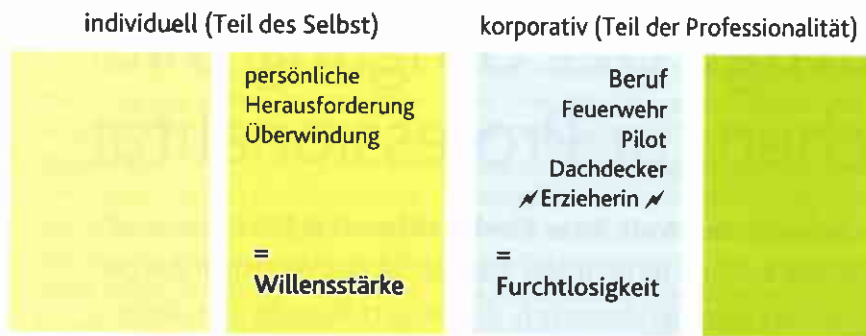 individuell (Teil des Selbst)
korporativ (Teil der Professionalität)
persönliche
Herausforderung
Überwindung
=
Willensstärke
Beruf
Feuerwehr
Pilot
Dachdecker
Erzieherin
=
Furchtlosigkeit